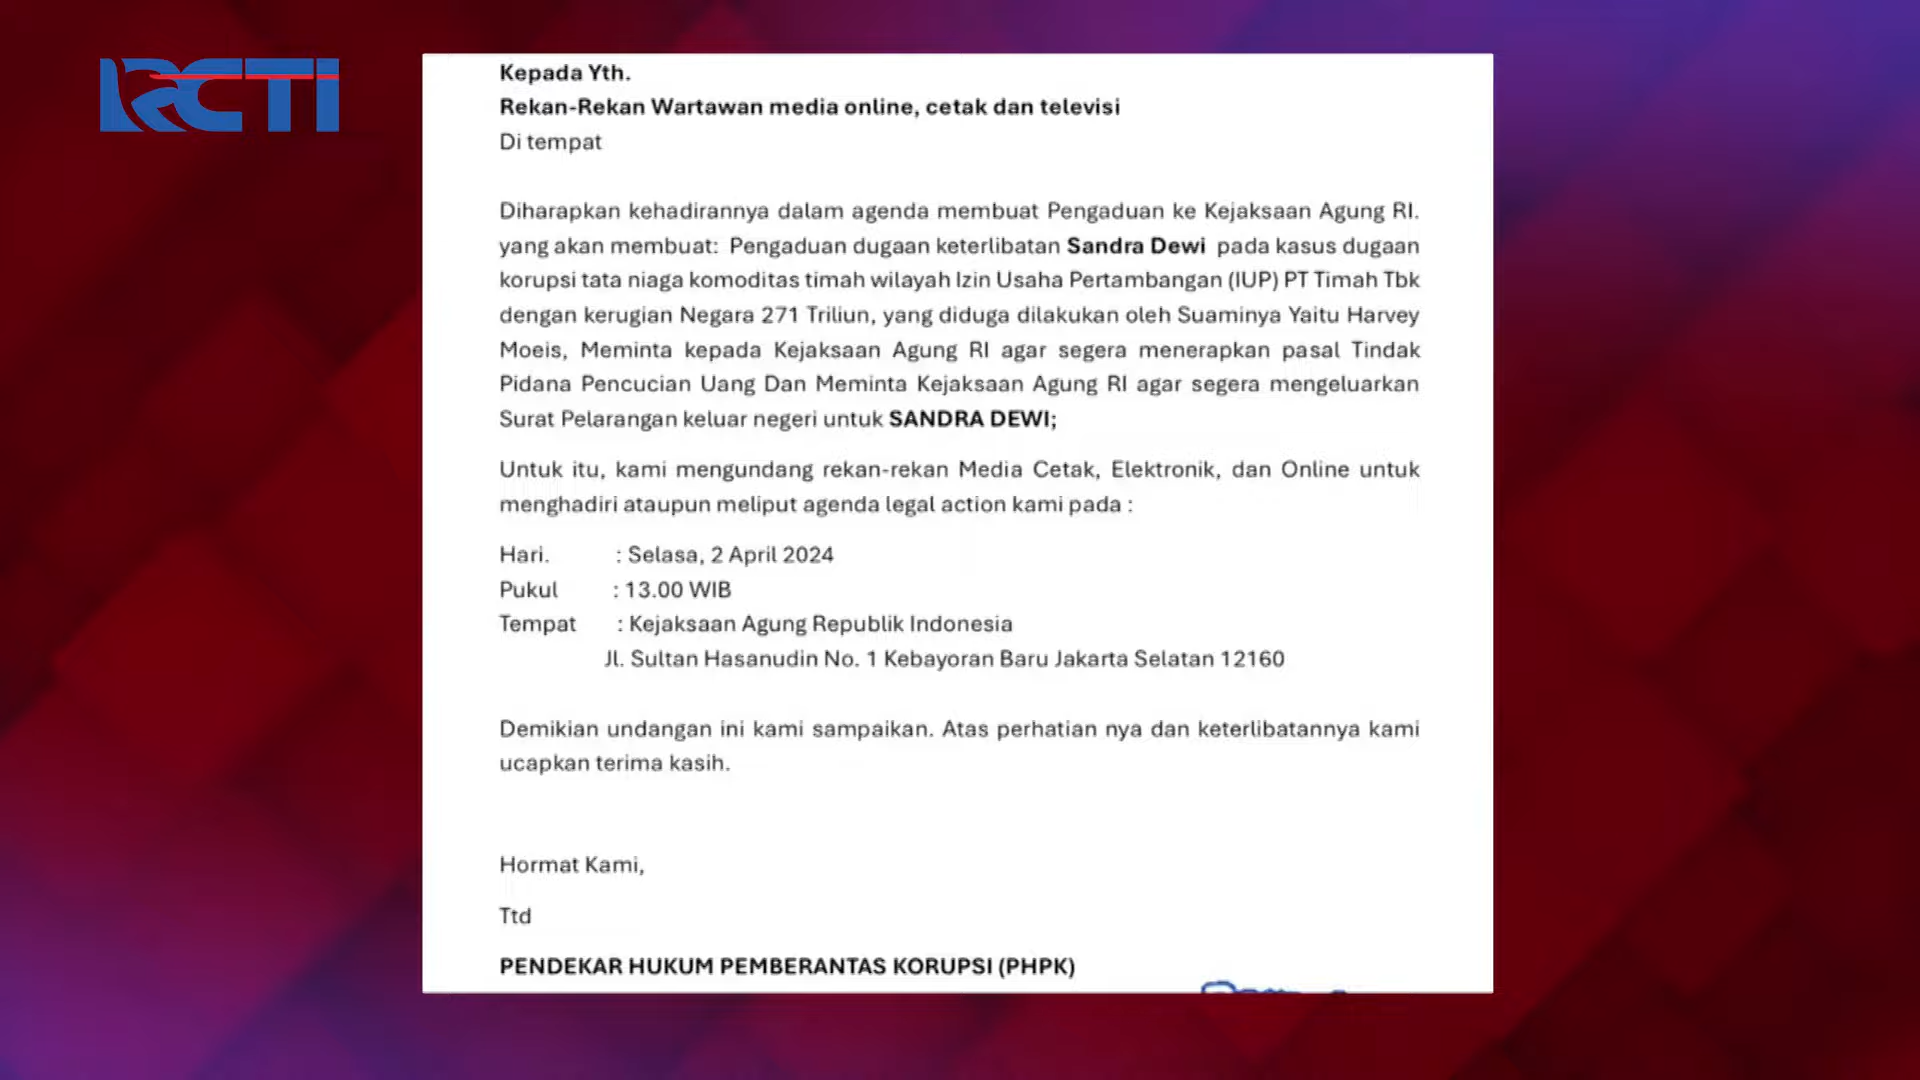 RCTI
Kepada Yth.
Rekan-Rekan Wartawan media online, cetak dan televisi
Di tempat
Diharapkan kehadirannya dalam agenda membuat Pengaduan ke Kejaksaan Agung RI.
yang akan membuat: Pengaduan dugaan keterlibatan Sandra Dewi pada kasus dugaan
korupsi tata niaga komoditas timah wilayah Izin Usaha Pertambangan (IUP) PT Timah Tbk
dengan kerugian Negara 271 Triliun, yang diduga dilakukan oleh Suaminya Yaitu Harvey
Moeis, Meminta kepada Kejaksaan Agung RI agar segera menerapkan pasal Tindak
Pidana Pencucian Uang Dan Meminta Kejaksaan Agung RI agar segera mengeluarkan
Surat Pelarangan keluar negeri untuk SANDRA DEWI;
Untuk itu, kami mengundang rekan-rekan Media Cetak, Elektronik, dan Online untuk
menghadiri ataupun meliput agenda legal action kami pada :
Hari. : Selasa, 2 April 2024
Pukul : 13.00 WIB
Tempat : Kejaksaan Agung Republik Indonesia
Jl. Sultan Hasanudin No. 1 Kebayoran Baru Jakarta Selatan 12160
Demikian undangan ini kami sampaikan. Atas perhatian nya dan keterlibatannya kami
ucapkan terima kasih.
Hormat Kami,
Ttd
PENDEKAR HUKUM PEMBERANTAS KORUPSI (PHPK)